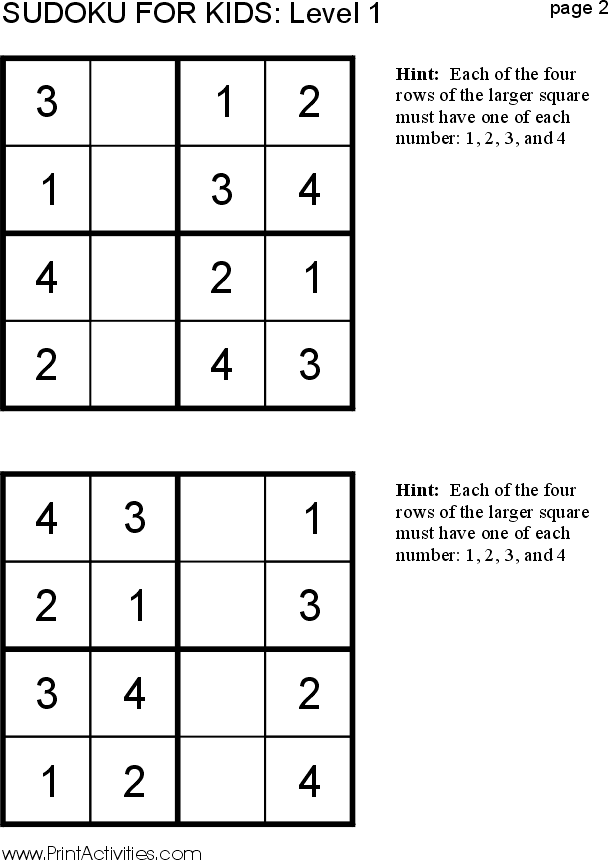 SUDOKU FOR KIDS: Level 1
page 2
3 1 2
1 3 4
4 2 1
2 4 3
Hint: Each of the four
rows of the larger square
must have one of each
number: 1, 2, 3, and 4
4 3 1
2 1 3
3 4 2
1 2 4
Hint: Each of the four
rows of the larger square
must have one of each
number: 1, 2, 3, and 4
www.PrintActivities.com